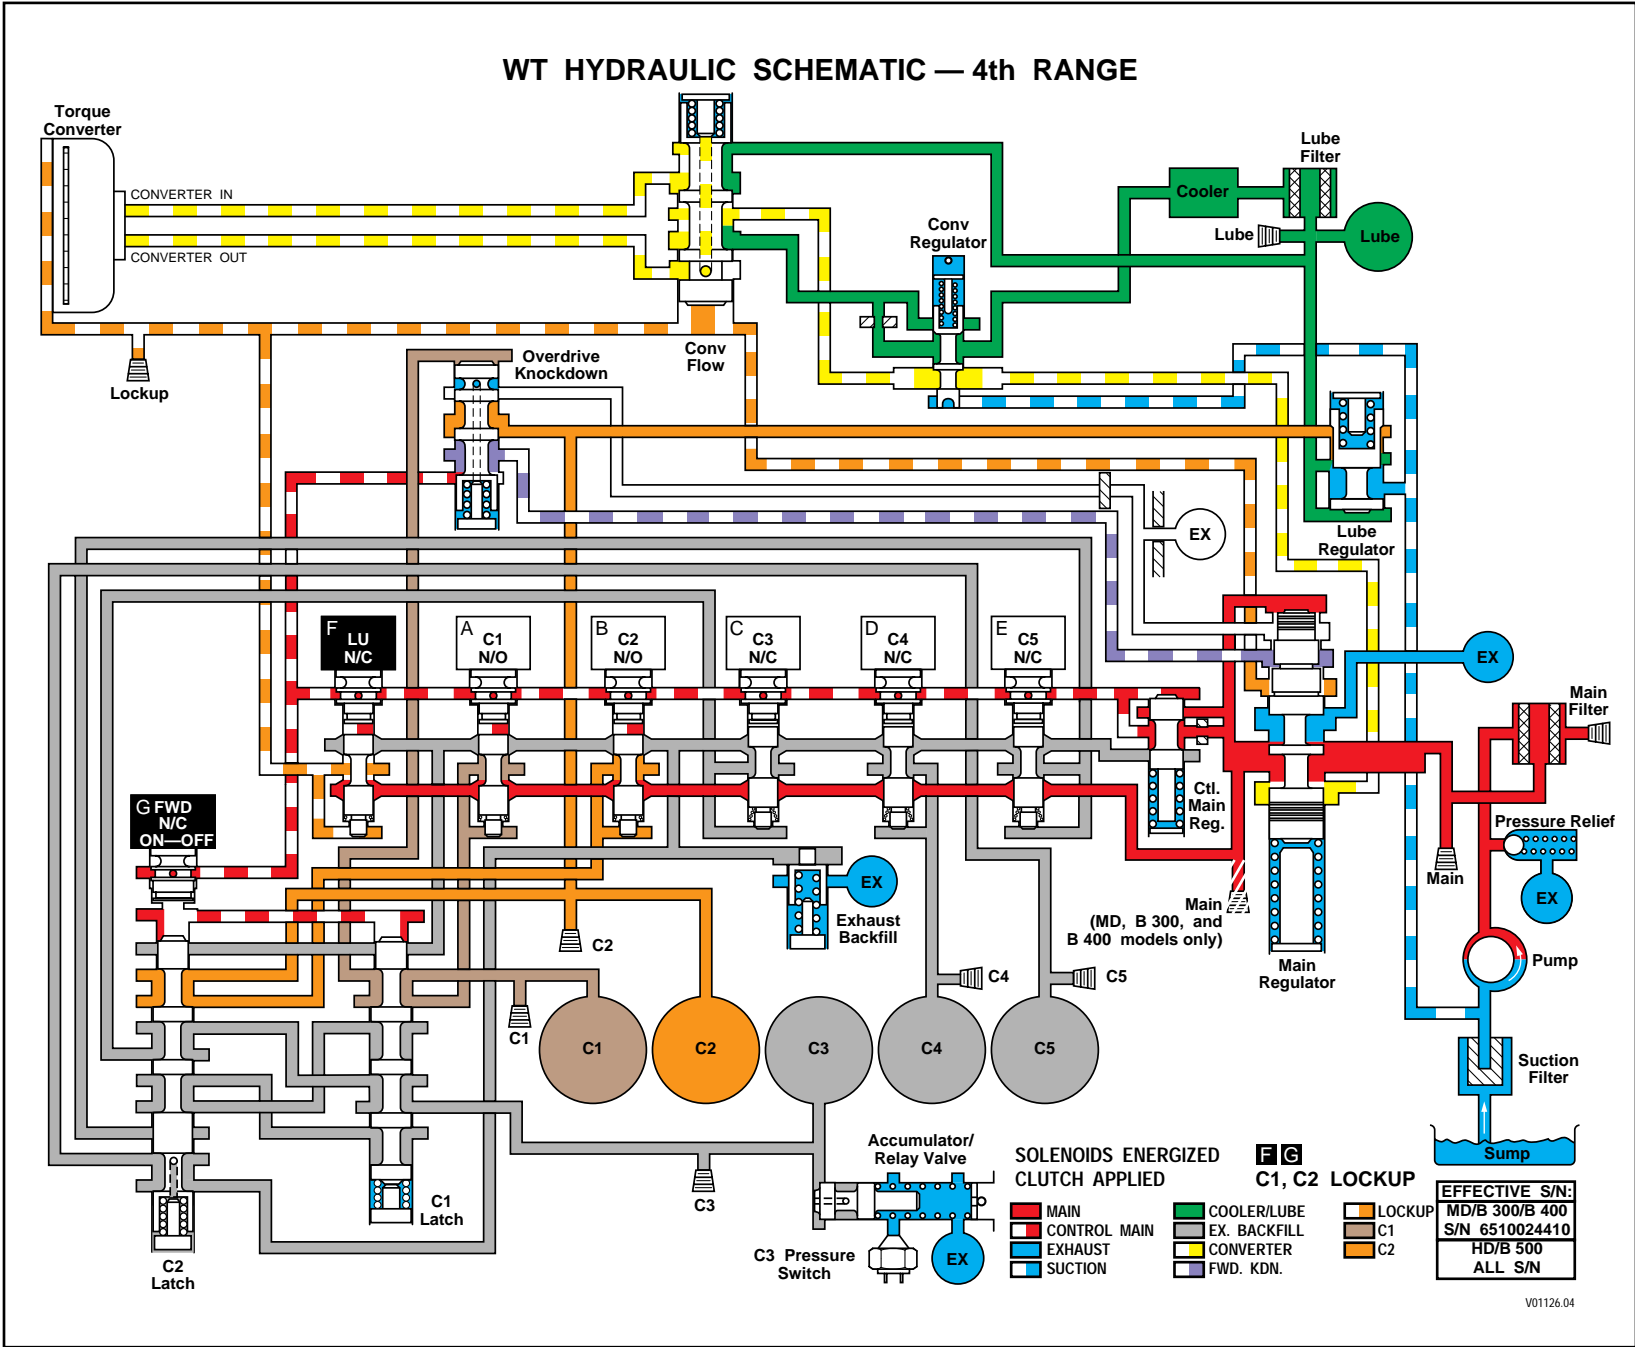 WT HYDRAULIC SCHEMATIC — 4th RANGE
Torque
Converter
CONVERTER IN
CONVERTER OUT
Lockup
Conv
Flow
Overdrive
Knockdown
Conv
Regulator
Cooler
Lube
Filter
Lube
Lube
Lube
Regulator
EX
F
LU
N/C
A
C1
N/O
B
C2
N/O
C
C3
N/C
D
C4
N/C
E
C5
N/C
EX
Main
Filter
G FWD
N/C
ON—OFF
Ctl.
Main
Reg.
Pressure Relief
EX
Main
Main
(MD, B 300, and
B 400 models only)
EX
Exhaust
Backfill
Main
Regulator
Pump
C2
C4
C5
C1
C1
C2
C3
C4
C5
Suction
Filter
Sump
C1
Latch
C2
Latch
C3
Accumulator/
Relay Valve
C3 Pressure
Switch
EX
SOLENOIDS ENERGIZED F G
CLUTCH APPLIED C1, C2 LOCKUP
MAIN
CONTROL MAIN
EXHAUST
SUCTION
COOLER/LUBE
EX. BACKFILL
CONVERTER
FWD. KDN.
LOCKUP
C1
C2
EFFECTIVE S/N:
MD/B 300/B 400
S/N 6510024410
HD/B 500
ALL S/N
V01126.04